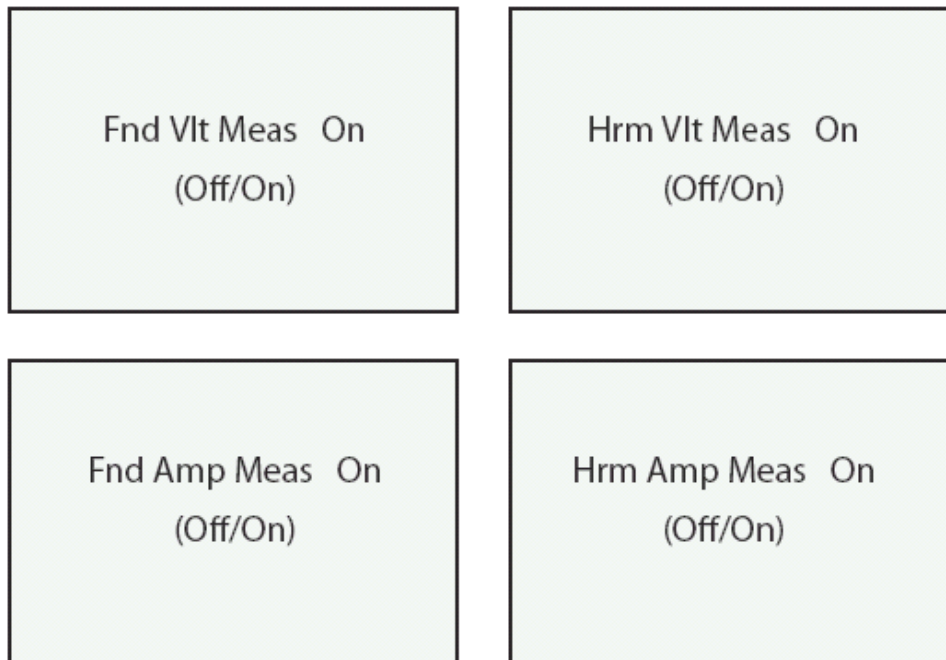 Fnd Vlt Meas On
(Off/On)
Hrm Vlt Meas On
(Off/On)
Fnd Amp Meas On
(Off/On)
Hrm Amp Meas On
(Off/On)